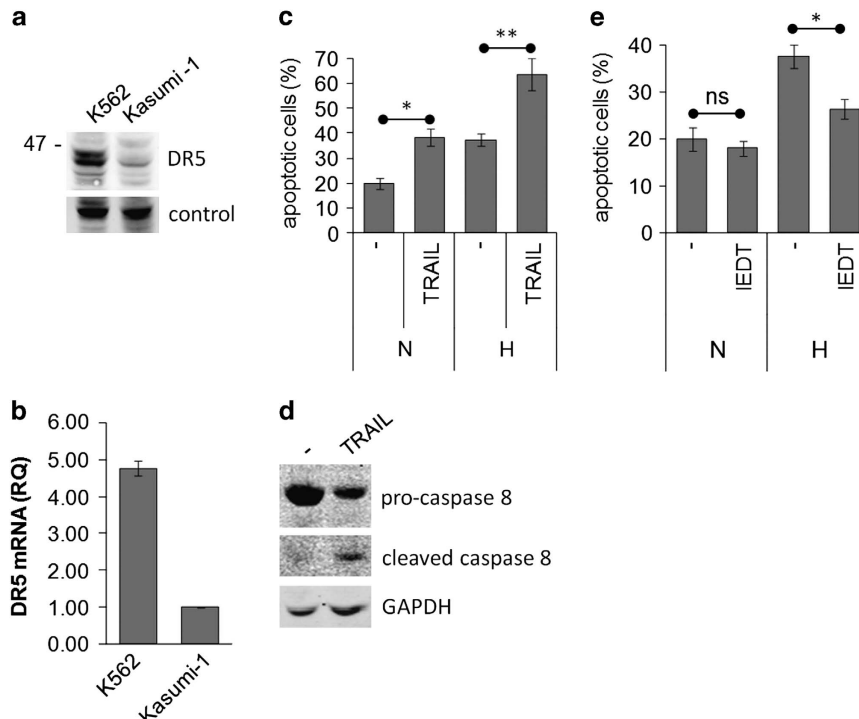 a
K562
Kasumi -1
47 -
DR5
control
c
apoptotic cells (%)
70
60
50
40
30
20
10
0
*
**
-
TRAIL
-
TRAIL
N
H
e
apoptotic cells (%)
40
30
20
10
0
ns
*
-
IEDT
-
IEDT
N
H
b
DR5 mRNA (RQ)
6.00
5.00
4.00
3.00
2.00
1.00
0.00
K562
Kasumi-1
d
-
TRAIL
pro-caspase 8
cleaved caspase 8
GAPDH